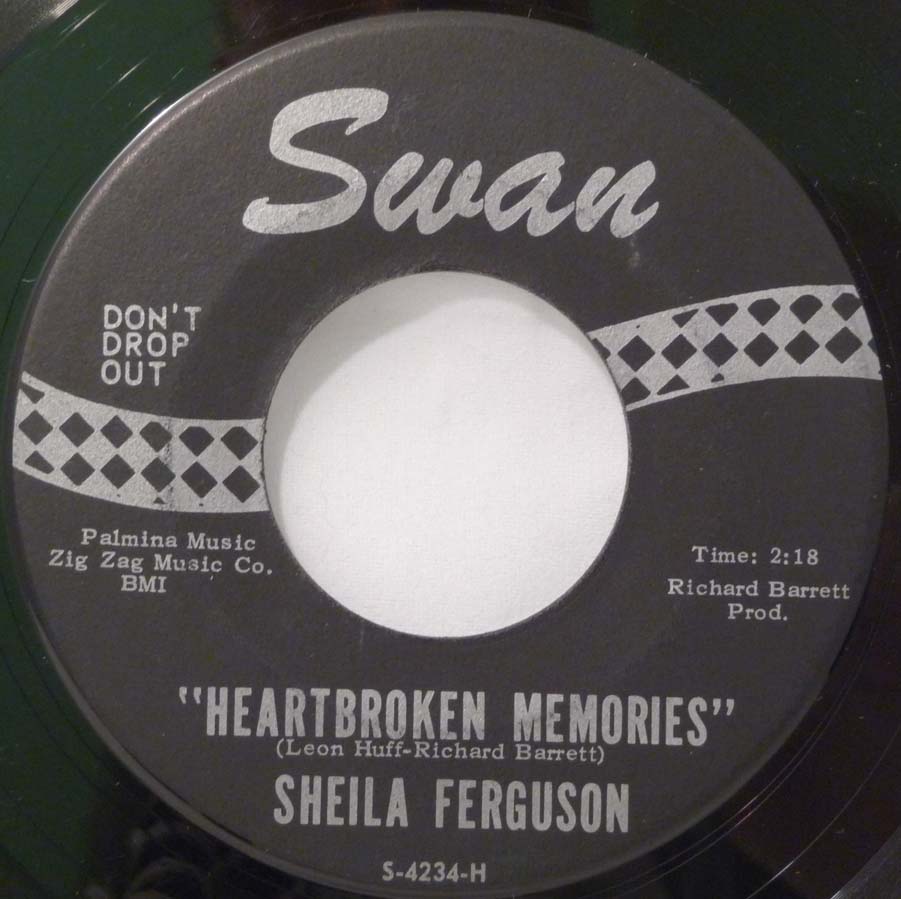 Swan
DON'T
DROP
OUT
Palmina Music
Zig Zag Music Co.
BMI
Time: 2:18
Richard Barrett
Prod.
"HEARTBROKEN MEMORIES"
(Leon Huff-Richard Barrett)
SHEILA FERGUSON
S-4234-H